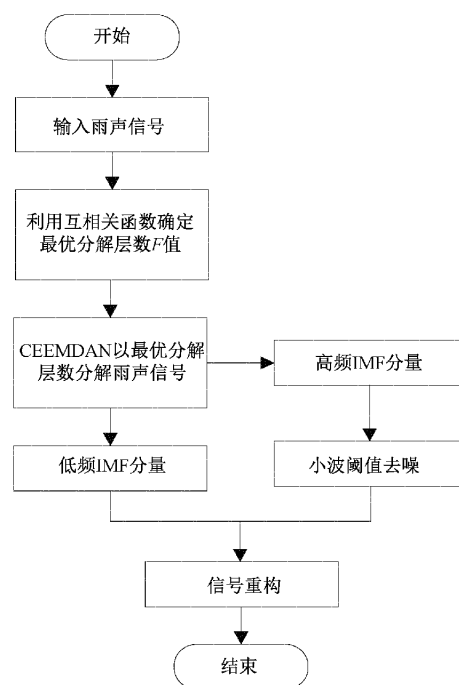 开始
输入雨声信号
利用互相关函数确定
最优分解层数F值
CEEMDAN以最优分解
层数分解雨声信号
高频IMF分量
低频IMF分量
小波阈值去噪
信号重构
结束